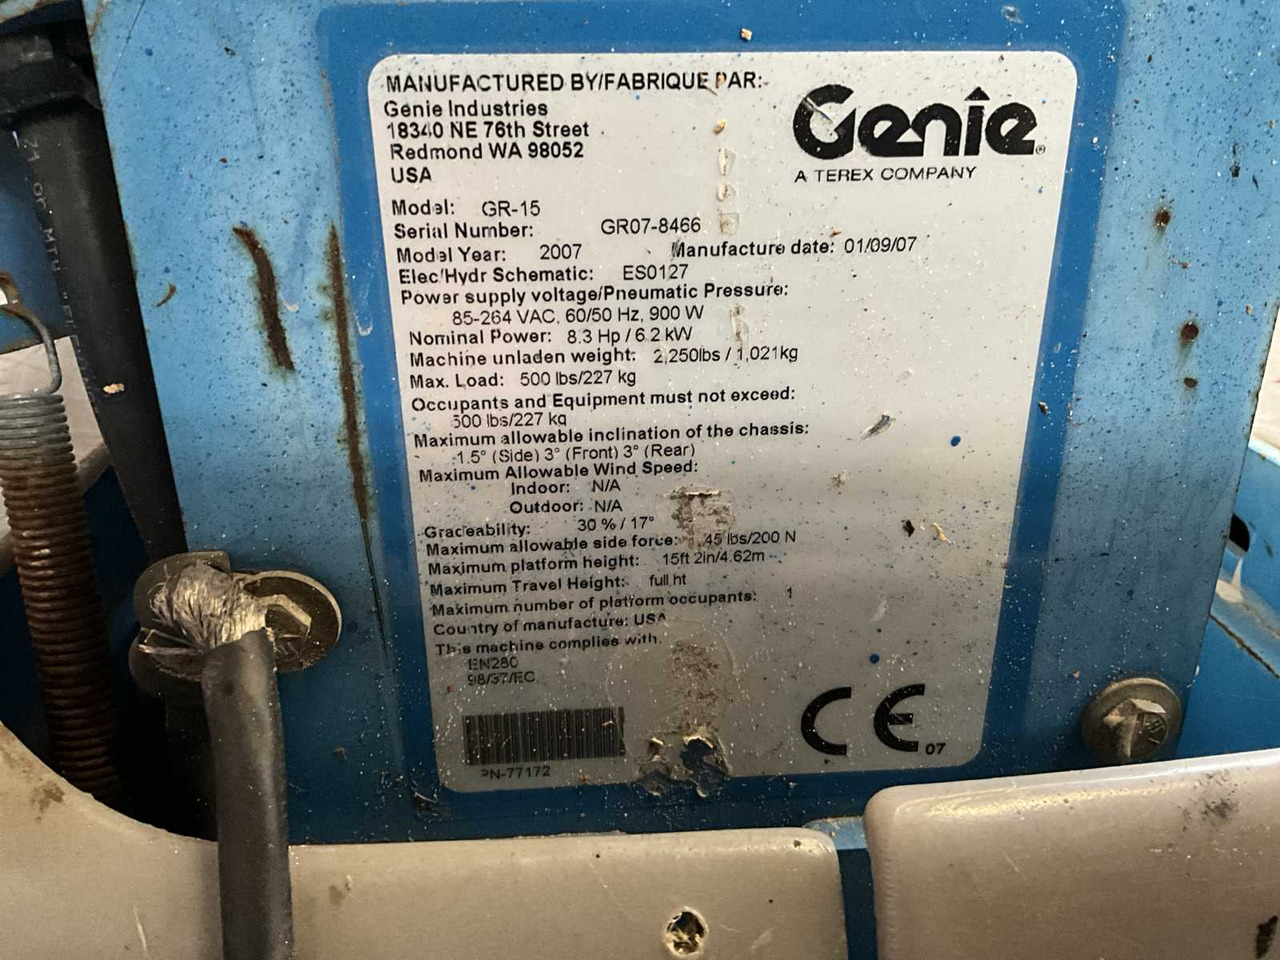 MANUFACTURED BY/FABRIQUE PAR:
Genie Industries
18340 NE 76th Street
Redmond WA 98052
USA
Genie®
A TEREX COMPANY
Model: GR-15
Serial Number: GR07-8466
Model Year: 2007 Manufacture date: 01/09/07
Elec/Hydr Schematic: ES0127
Power supply voltage/Pneumatic Pressure:
85-264 VAC, 60/50 Hz, 900 W
Nominal Power: 8.3 Hp / 6.2 kW
Machine unladen weight: 2,250lbs / 1,021kg
Max. Load: 500 lbs/227 kg
Occupants and Equipment must not exceed:
500 lbs/227 kg
Maximum allowable inclination of the chassis:
1.5° (Side) 3° (Front) 3° (Rear)
Maximum Allowable Wind Speed:
Indoor: N/A
Outdoor: N/A
Graceability: 30 % / 17°
Maximum allowable side force: 45 lbs/200 N
Maximum platform height: 15ft 2in/4.62m
Maximum Travel Height: full ht
Maximum number of platform occupants: 1
Country of manufacture: USA
This machine complies with:
EN280
98/37/EC
PN-77172
CE 07